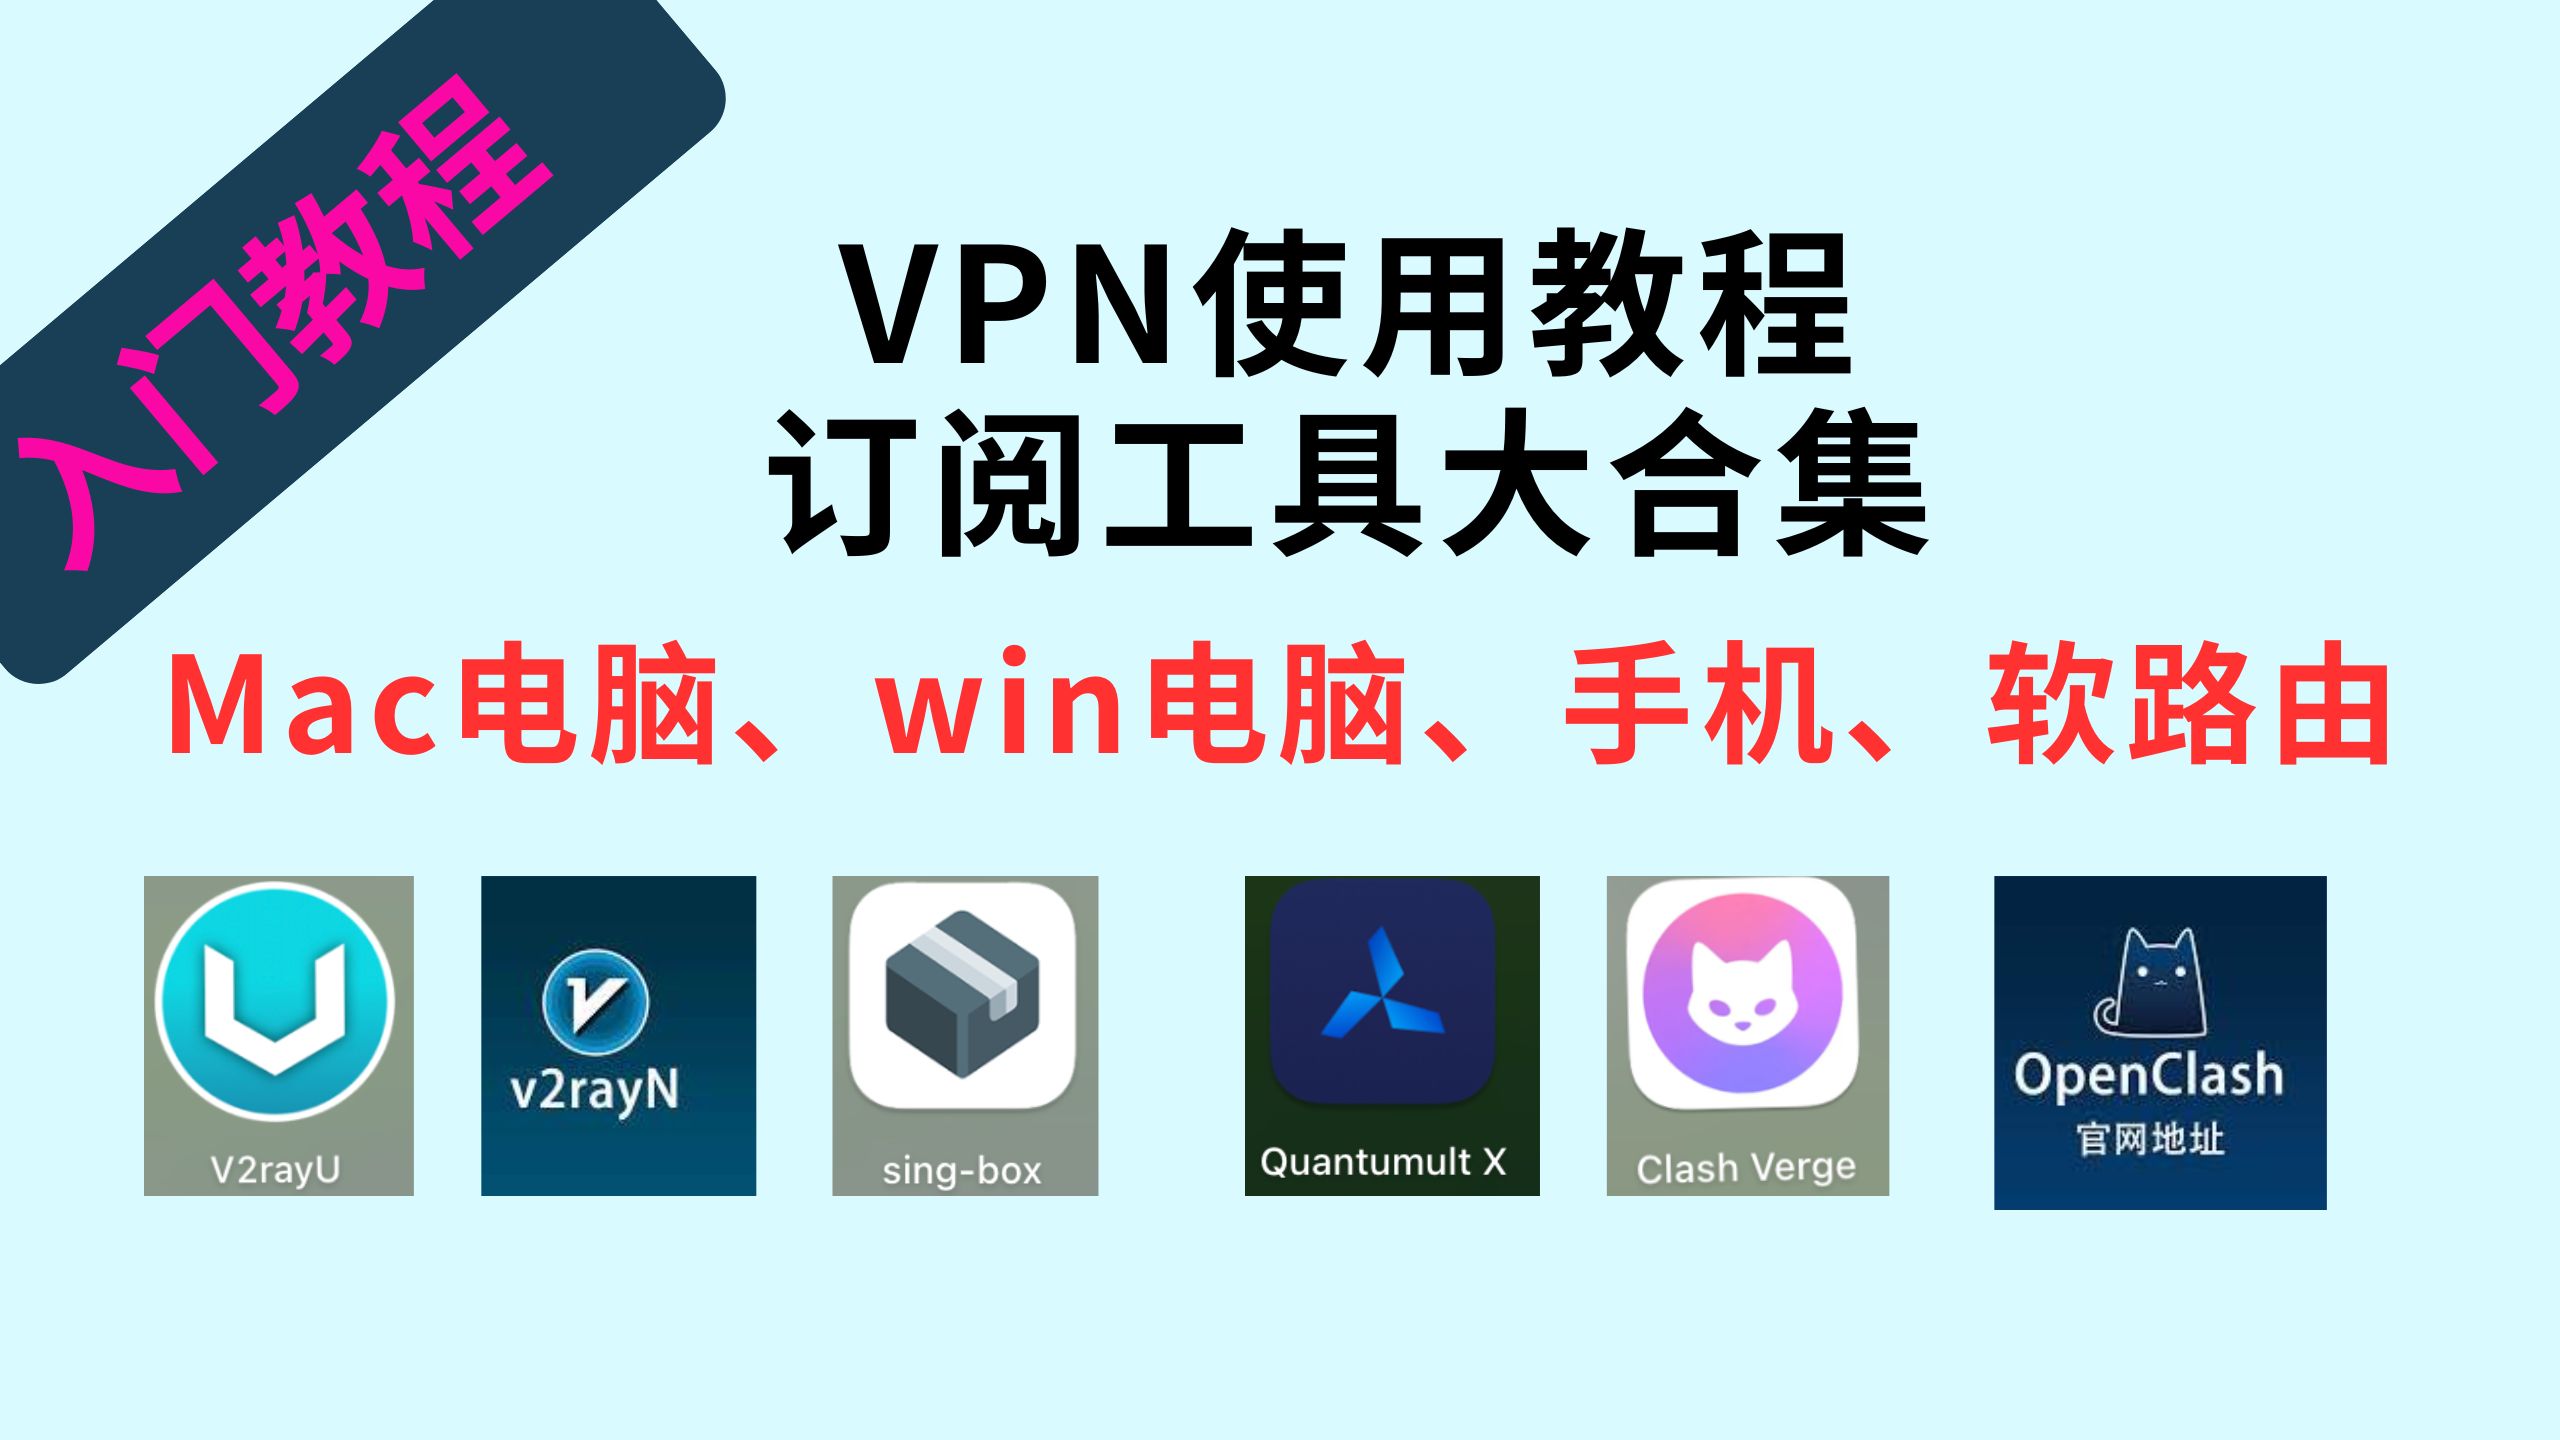 入门教程
VPN使用教程
订阅工具大合集
Mac电脑、win电脑、手机、软路由
V2rayU
v2rayN
sing-box
Quantumult X
Clash Verge
OpenClash
官网地址